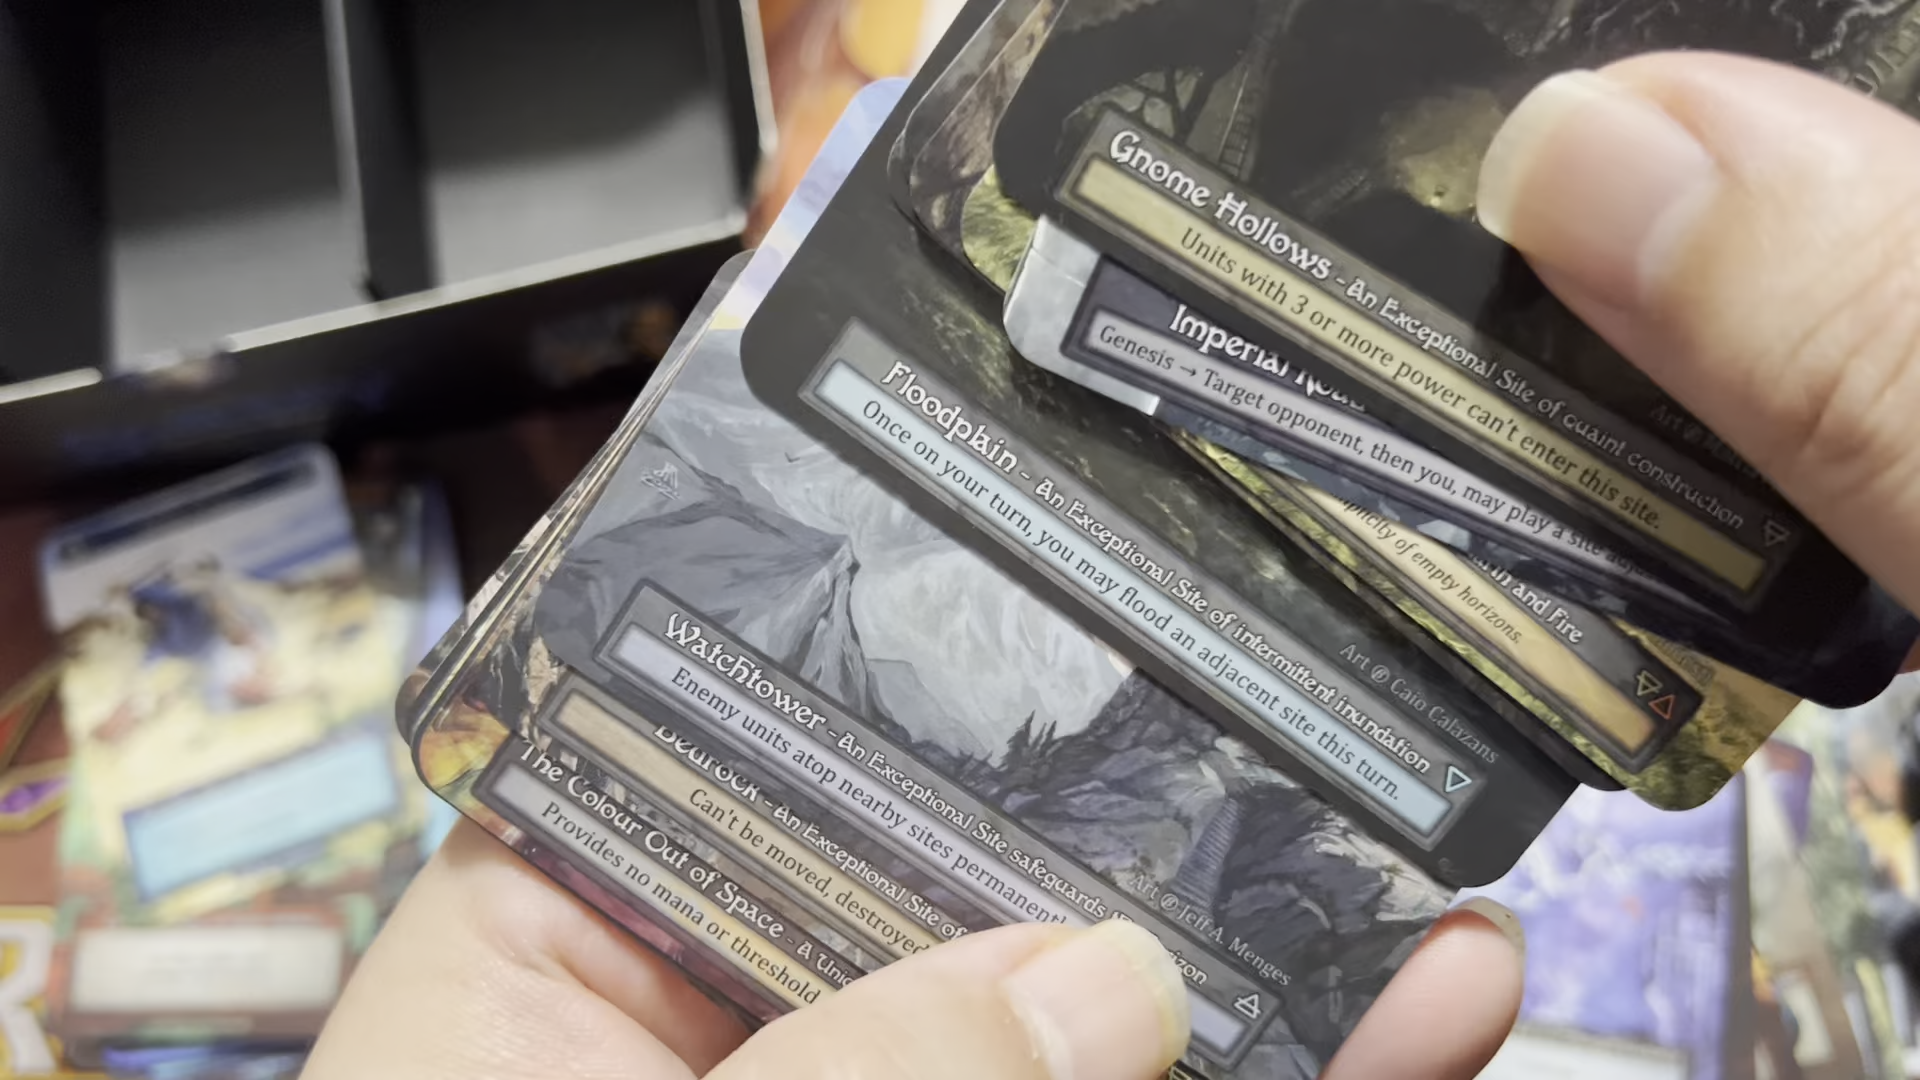 Gnome Hollows - An Exceptional Site of quaint construction
Units with 3 or more power can't enter this site.
Imperial Road
Genesis → Target opponent, then you, may play a site
Earth and Fire
of empty horizons.
Floodplain - An Exceptional Site of intermittent inundation
Once on your turn, you may flood an adjacent site this turn.
Art @ Caio Calazans
Watchtower - An Exceptional Site safeguards
Enemy units atop nearby sites permanently
Art @ Jeff A. Menges
Bedrock - An Exceptional Site of
Can't be moved, destroyed
The Colour Out of Space - A
Provides no mana or threshold